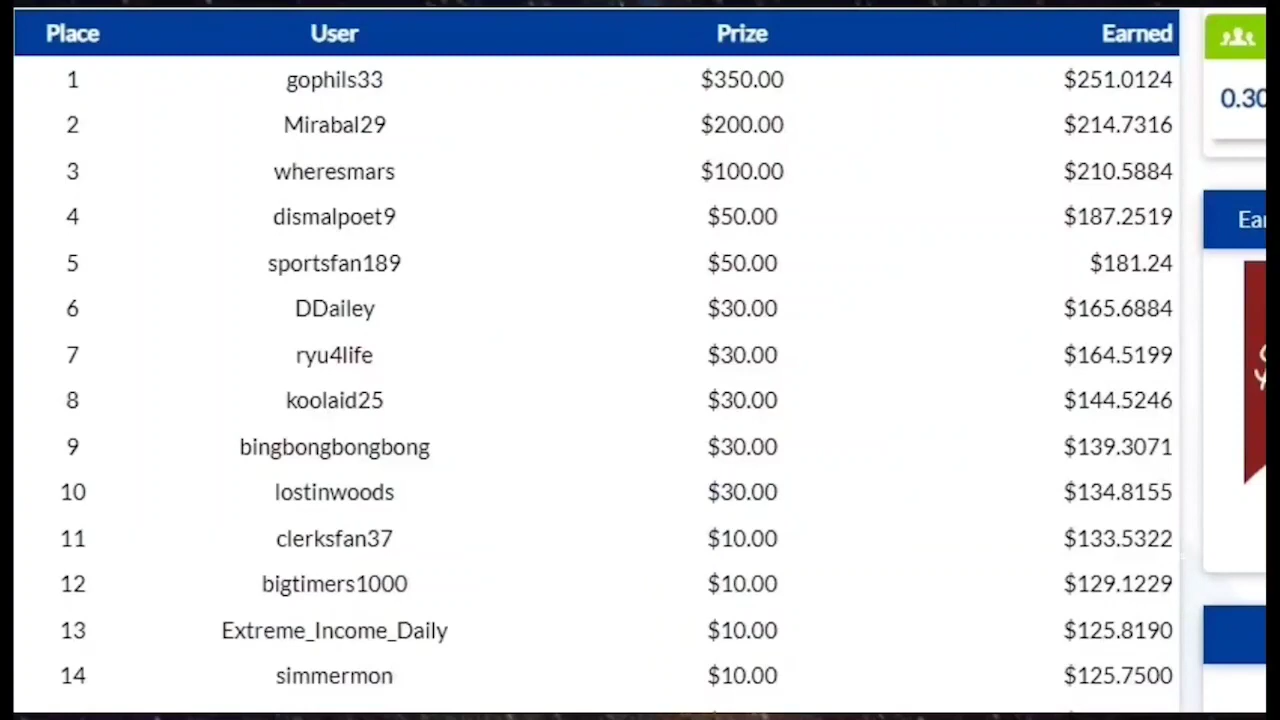 Place User Prize Earned
1 gophils33 $350.00 $251.0124
2 Mirabal29 $200.00 $214.7316
3 wheresmars $100.00 $210.5884
4 dismalpoet9 $50.00 $187.2519
5 sportsfan189 $50.00 $181.24
6 DDailey $30.00 $165.6884
7 ryu4life $30.00 $164.5199
8 koolaid25 $30.00 $144.5246
9 bingbongbongbong $30.00 $139.3071
10 lostinwoods $30.00 $134.8155
11 clerksfan37 $10.00 $133.5322
12 bigtimers1000 $10.00 $129.1229
13 Extreme_Income_Daily $10.00 $125.8190
14 simmermon $10.00 $125.7500
0.30